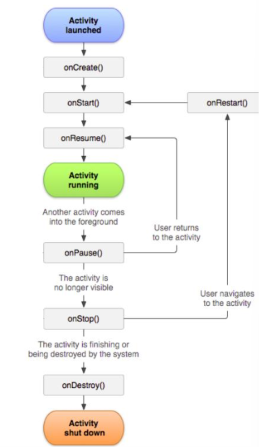 Activity
launched
onCreate()
onStart()
onRestart()
onResume()
Activity
running
Another activity comes
into the foreground
User returns
to the activity
onPause()
The activity is
no longer visible
User navigates
to the activity
onStop()
The activity is finishing or
being destroyed by the system
onDestroy()
Activity
shut down